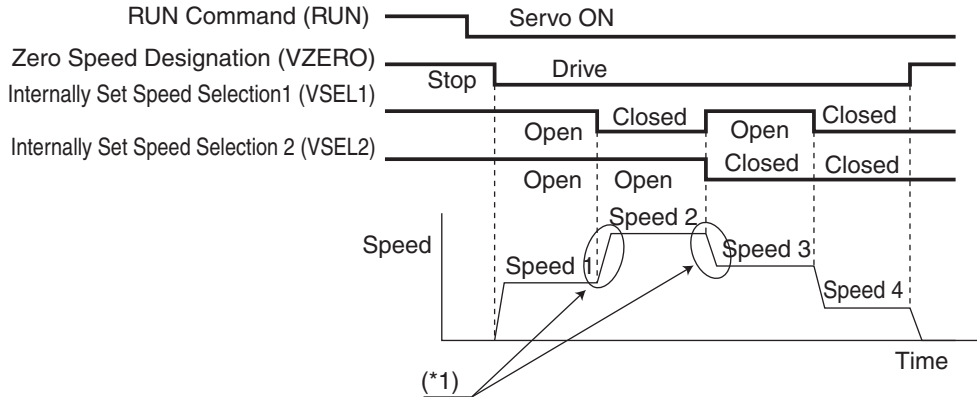 RUN Command (RUN) Servo ON
Zero Speed Designation (VZERO) Stop Drive
Internally Set Speed Selection1 (VSEL1) Open Closed Open Closed
Internally Set Speed Selection 2 (VSEL2) Open Open Closed Closed
Speed
Speed 1
Speed 2
Speed 3
Speed 4
Time
(*1)